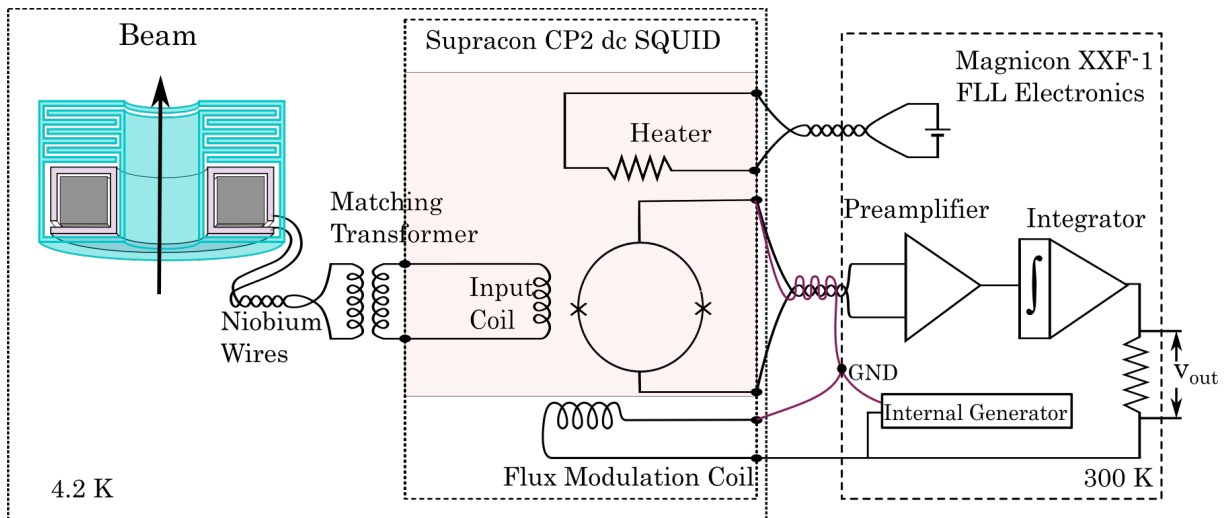 Beam
Supracon CP2 dc SQUID
Magnicon XXF-1
FLL Electronics
Heater
Matching
Transformer
Preamplifier
Integrator
∫
Input
Coil
Niobium
Wires
GND
vout
Internal Generator
Flux Modulation Coil
4.2 K
300 K